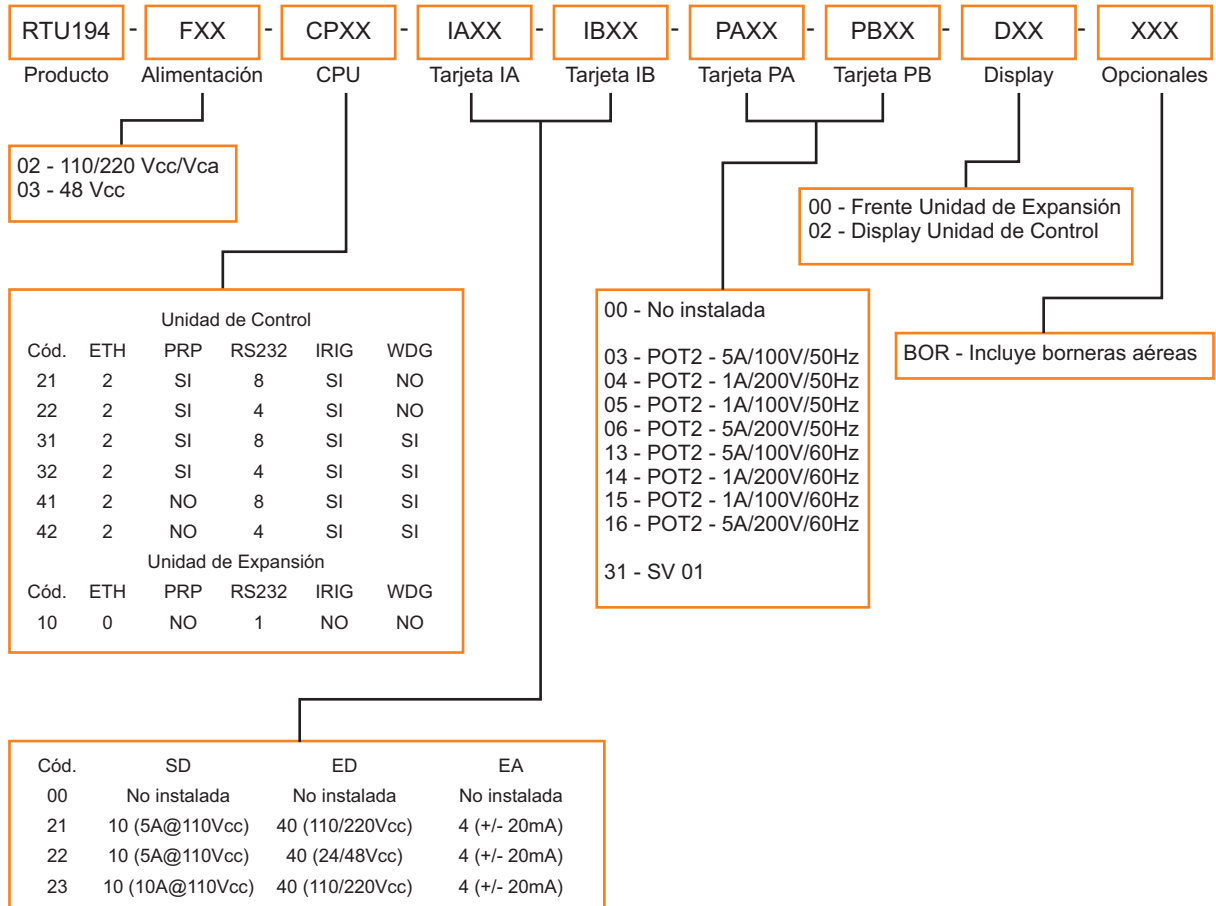 RTU194 - FXX - CPXX - IAXX - IBXX - PAXX - PBXX - DXX - XXX
Producto Alimentación CPU Tarjeta IA Tarjeta IB Tarjeta PA Tarjeta PB Display Opcionales
02 - 110/220 Vcc/Vca
03 - 48 Vcc
00 - Frente Unidad de Expansión
02 - Display Unidad de Control
BOR - Incluye borneras aéreas
Unidad de Control
Cód. ETH PRP RS232 IRIG WDG
21 2 SI 8 SI NO
22 2 SI 4 SI NO
31 2 SI 8 SI SI
32 2 SI 4 SI SI
41 2 NO 8 SI SI
42 2 NO 4 SI SI
Unidad de Expansión
Cód. ETH PRP RS232 IRIG WDG
10 0 NO 1 NO NO
00 - No instalada
03 - POT2 - 5A/100V/50Hz
04 - POT2 - 1A/200V/50Hz
05 - POT2 - 1A/100V/50Hz
06 - POT2 - 5A/200V/50Hz
13 - POT2 - 5A/100V/60Hz
14 - POT2 - 1A/200V/60Hz
15 - POT2 - 1A/100V/60Hz
16 - POT2 - 5A/200V/60Hz
31 - SV 01
Cód. SD ED EA
00 No instalada No instalada No instalada
21 10 (5A@110Vcc) 40 (110/220Vcc) 4 (+/- 20mA)
22 10 (5A@110Vcc) 40 (24/48Vcc) 4 (+/- 20mA)
23 10 (10A@110Vcc) 40 (110/220Vcc) 4 (+/- 20mA)